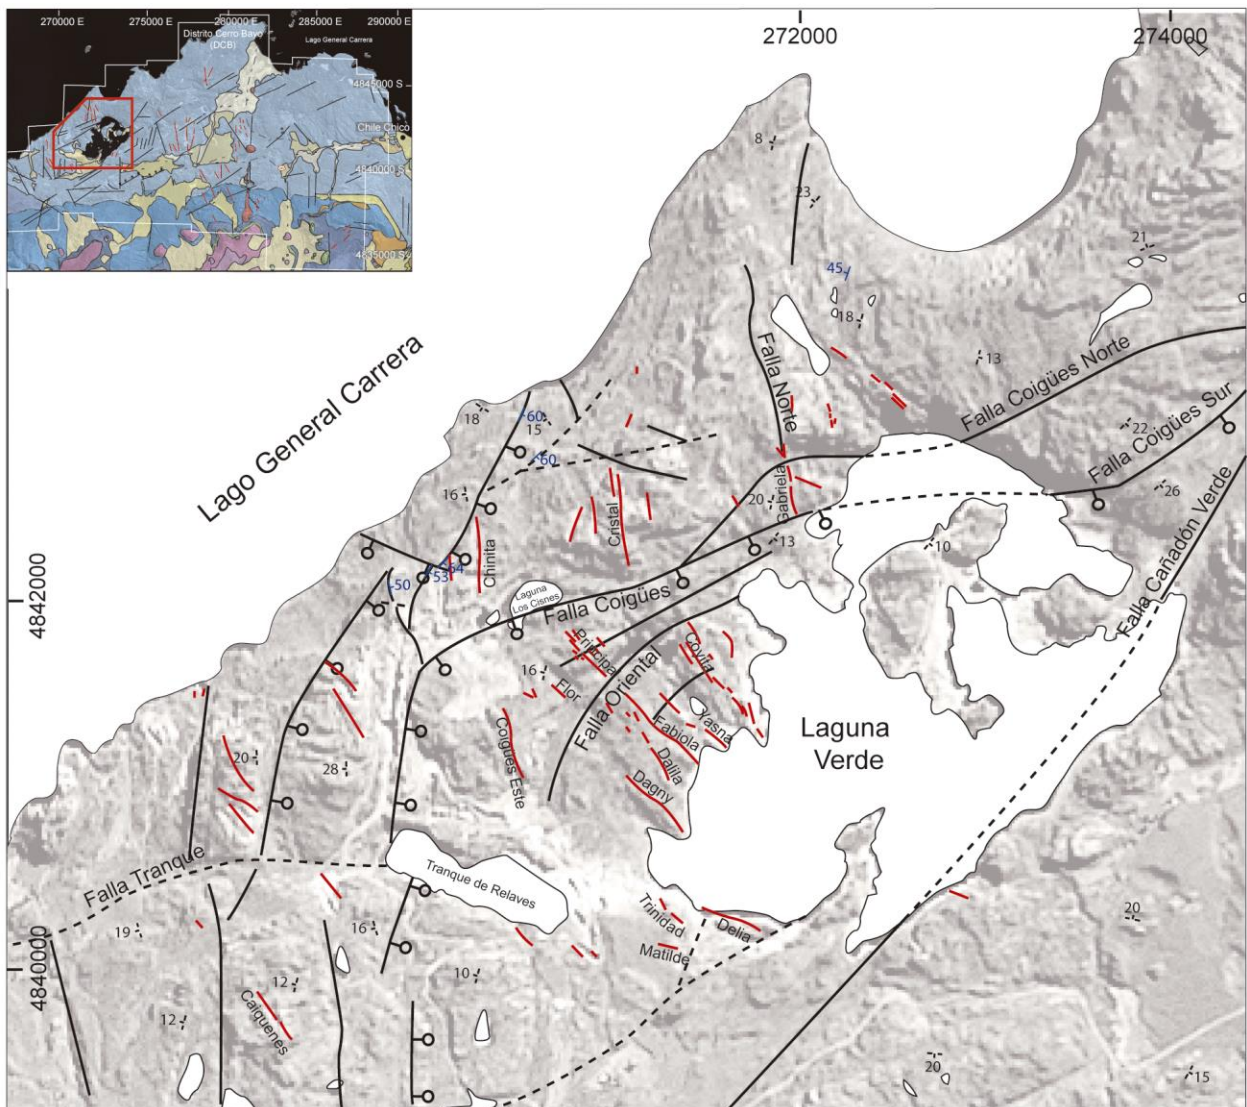 270000 E
275000 E
280000 E
285000 E
290000 E
Distrito Cerro Bayo
(DCB)
Lago General Carrera
4845000 S
Chile Chico
4840000 S
4835000 S
272000
274000
8
23
21
45
18
13
Falla Norte
Falla Coigües Norte
Lago General Carrera
18
60
15
60
22
Falla Coigües Sur
16
Cristal
20
Gabriela
26
Falla Cañadón Verde
13
10
64
53
50
Chinita
4842000
Laguna
Los Cisnes
Falla Coigües
Principal
Covita
16
Flor
Falla Oriental
Yasna
Laguna
Verde
Coigues Este
Fabiola
Dalila
Dagny
20
28
Falla Tranque
Tranque de Relaves
Trinidad
Delia
20
19
16
Matilde
4840000
12
10
Caiquenes
12
20
15